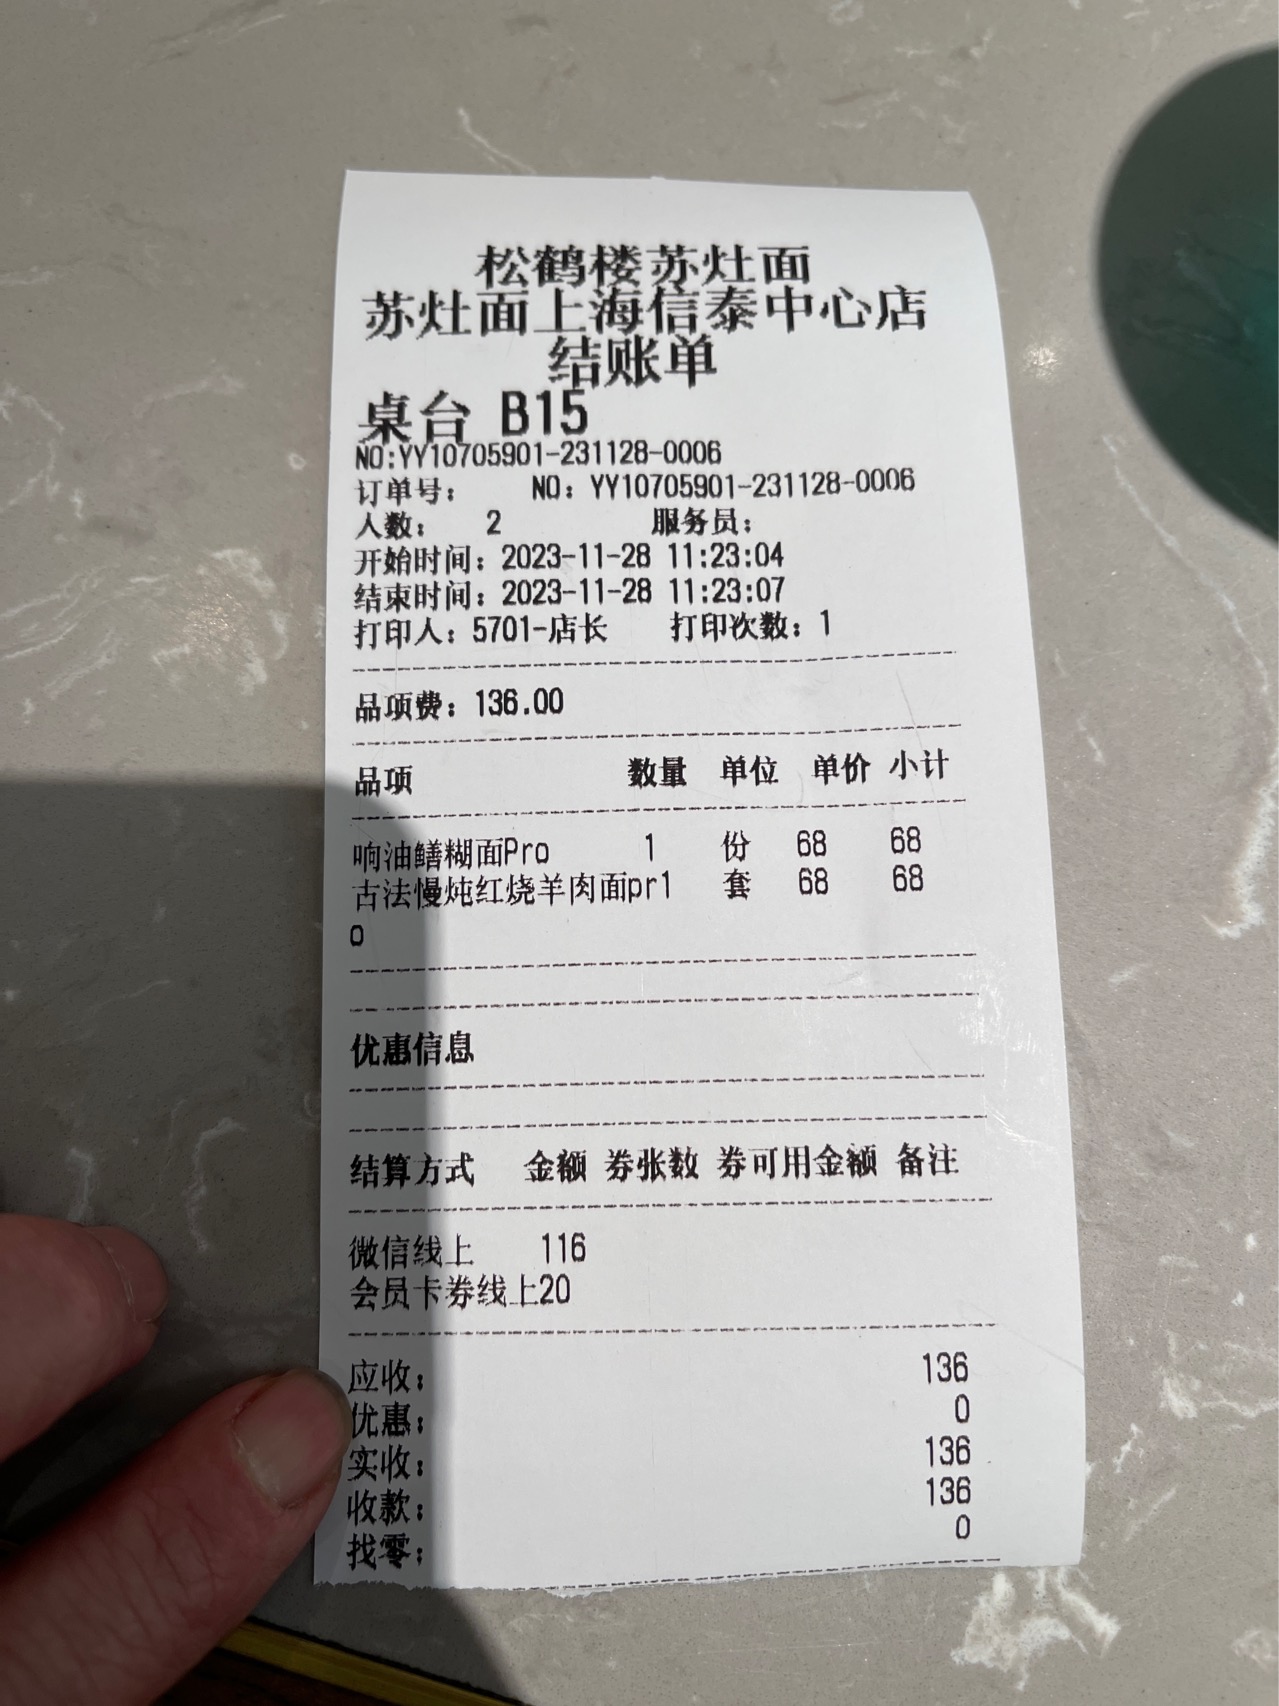 松鹤楼苏灶面
苏灶面上海信泰中心店
结账单
桌台 B15
NO:YY10705901-231128-0006
订单号： NO：YY10705901-231128-0006
人数： 2 服务员：
开始时间：2023-11-28 11:23:04
结束时间：2023-11-28 11:23:07
打印人：5701-店长 打印次数：1
品项费：136.00
品项 数量 单位 单价 小计
响油鳝糊面Pro 1 份 68 68
古法慢炖红烧羊肉面pr1 套 68 68
o
优惠信息
结算方式 金额 券张数 券可用金额 备注
微信线上 116
会员卡券线上20
应收： 136
优惠： 0
实收： 136
收款： 136
找零： 0